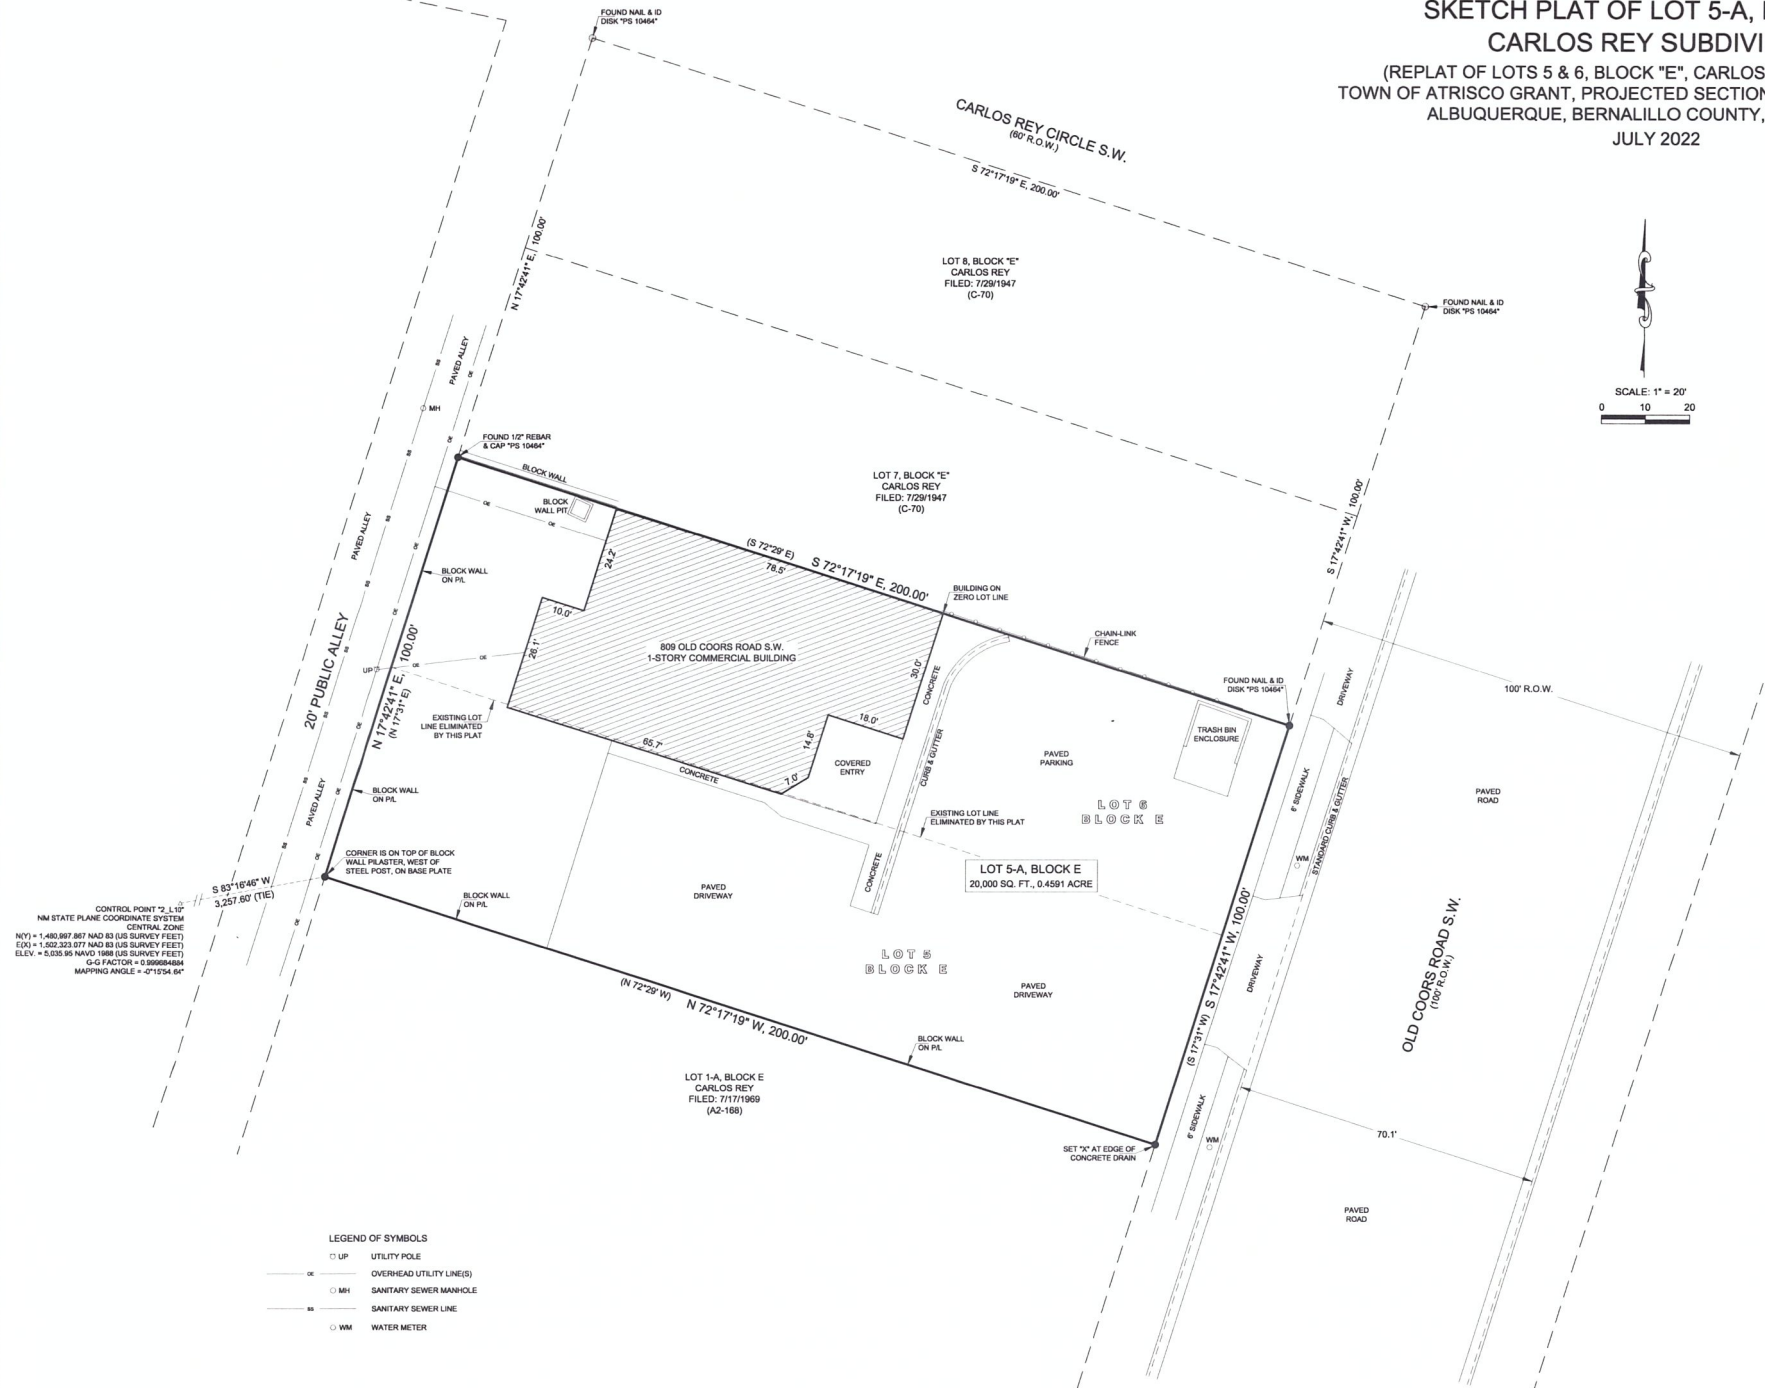 SKETCH PLAT OF LOT 5-A,
CARLOS REY SUBDIVI
(REPLAT OF LOTS 5 & 6, BLOCK "E", CARLOS
TOWN OF ATRISCO GRANT, PROJECTED SECTION
ALBUQUERQUE, BERNALILLO COUNTY,
JULY 2022
FOUND NAIL & ID
DISK "PS 10464"
CARLOS REY CIRCLE S.W.
(60' R.O.W.)
S 72°17'19" E, 200.00'
N 17°42'41" E, 100.00'
LOT 8, BLOCK "E"
CARLOS REY
FILED: 7/29/1947
(C-70)
FOUND NAIL & ID
DISK "PS 10464"
SCALE: 1" = 20'
0 10 20
PAVED ALLEY
SS
OE
MH
FOUND 1/2" REBAR
& CAP "PS 10464"
BLOCK WALL
BLOCK
WALL PIT
OE
OE
LOT 7, BLOCK "E"
CARLOS REY
FILED: 7/29/1947
(C-70)
S 17°42'41" W, 100.00'
PAVED ALLEY
(S 72°29' E)
S 72°17'19" E, 200.00'
78.5'
24.2'
BLOCK WALL
ON P/L
10.0'
BUILDING ON
ZERO LOT LINE
CHAIN-LINK
FENCE
20' PUBLIC ALLEY
N 17°42'41" E, 100.00'
(N 17°31' E)
UP
OE
OE
26.1'
809 OLD COORS ROAD S.W.
1-STORY COMMERCIAL BUILDING
30.0'
CONCRETE
FOUND NAIL & ID
DISK "PS 10464"
DRIVEWAY
100' R.O.W.
EXISTING LOT
LINE ELIMINATED
BY THIS PLAT
65.7'
18.0'
14.8'
7.0'
COVERED
ENTRY
CURB & GUTTER
CONCRETE
PAVED
PARKING
TRASH BIN
ENCLOSURE
BLOCK WALL
ON P/L
PAVED ALLEY
6' SIDEWALK
STANDARD CURB & GUTTER
PAVED
ROAD
LOT 6
BLOCK E
EXISTING LOT LINE
ELIMINATED BY THIS PLAT
CORNER IS ON TOP OF BLOCK
WALL PILASTER, WEST OF
STEEL POST, ON BASE PLATE
LOT 5-A, BLOCK E
20,000 SQ. FT., 0.4591 ACRE
WM
S 83°16'46" W
3,257.60' (TIE)
CONTROL POINT "2_L10"
NM STATE PLANE COORDINATE SYSTEM
CENTRAL ZONE
N(Y) = 1,480,997.867 NAD 83 (US SURVEY FEET)
E(X) = 1,502,323.077 NAD 83 (US SURVEY FEET)
ELEV. = 5,035.95 NAVD 1988 (US SURVEY FEET)
G-G FACTOR = 0.999684884
MAPPING ANGLE = -0°15'54.64"
BLOCK WALL
ON P/L
PAVED
DRIVEWAY
CONCRETE
LOT 5
BLOCK E
S 17°42'41" W, 100.00'
(S 17°31' W)
DRIVEWAY
OLD COORS ROAD S.W.
(100' R.O.W.)
PAVED
DRIVEWAY
(N 72°29' W)
N 72°17'19" W, 200.00'
BLOCK WALL
ON P/L
LOT 1-A, BLOCK E
CARLOS REY
FILED: 7/17/1969
(A2-168)
6' SIDEWALK
WM
SET "X" AT EDGE OF
CONCRETE DRAIN
70.1'
PAVED
ROAD
LEGEND OF SYMBOLS
UP UTILITY POLE
OE OVERHEAD UTILITY LINE(S)
MH SANITARY SEWER MANHOLE
SS SANITARY SEWER LINE
WM WATER METER